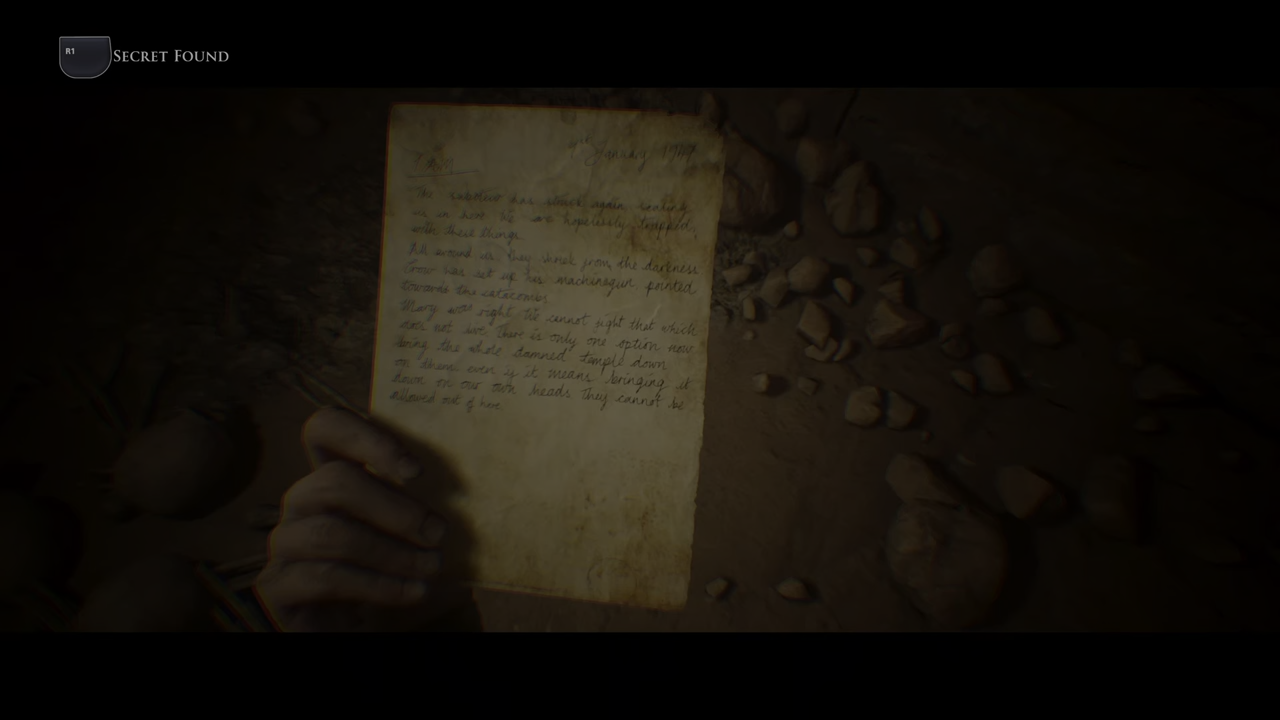 R1
SECRET FOUND
January
The saboteur has struck again sealing
us in here. We are hopelessly trapped,
with these things.
All around us they shriek from the darkness
has set up his machinegun pointed
towards the catacombs
Mary was right. We cannot fight that which
does not live. There is only one option now
bring the whole damned temple down
on them even if it means bringing it
down on our own heads. They cannot be
allowed out of here.